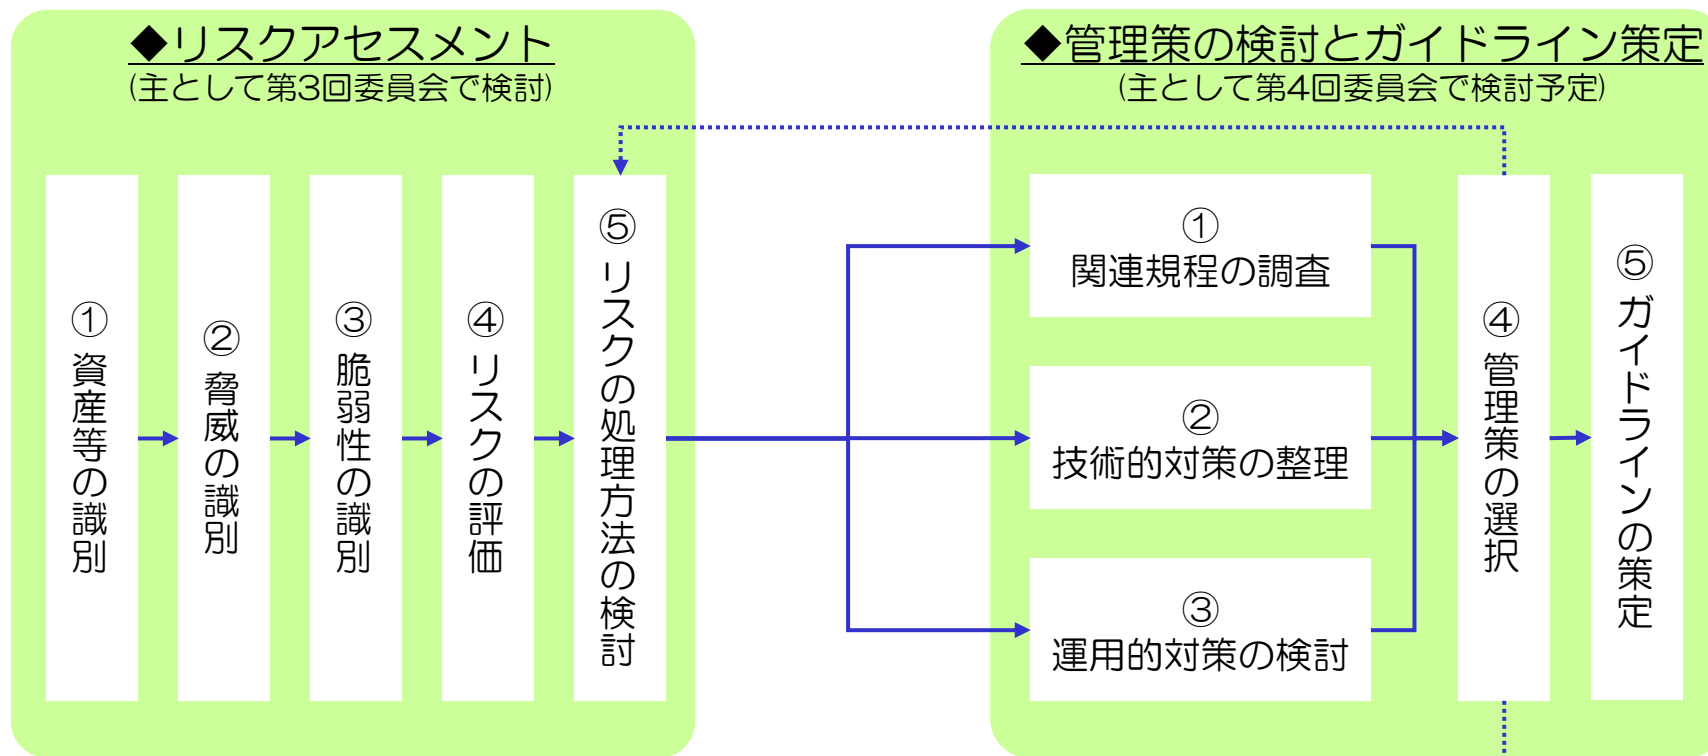 ◆リスクアセスメント
(主として第3回委員会で検討)
① 資産等の識別
② 脅威の識別
③ 脆弱性の識別
④ リスクの評価
⑤ リスクの処理方法の検討
◆管理策の検討とガイドライン策定
(主として第4回委員会で検討予定)
①
関連規程の調査
②
技術的対策の整理
③
運用的対策の検討
④ 管理策の選択
⑤ ガイドラインの策定